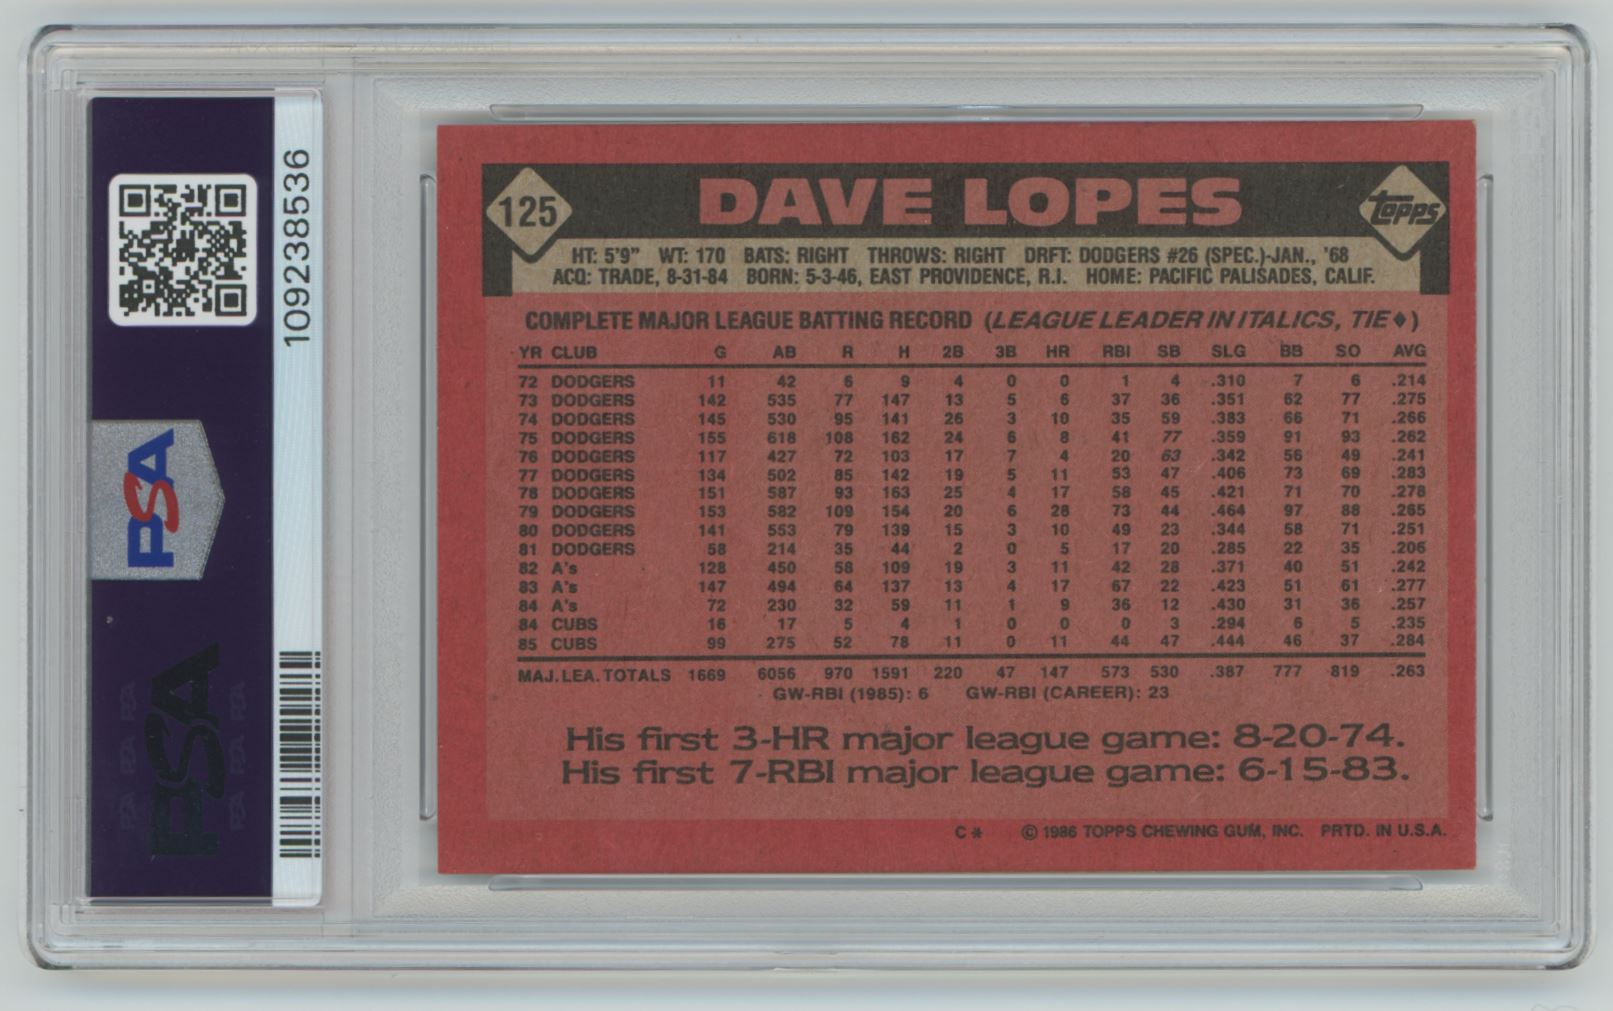 109238536
PSA
PSA
125
DAVE LOPES
topps
HT: 5'9" WT: 170 BATS: RIGHT THROWS: RIGHT DRFT: DODGERS #26 (SPEC.)-JAN., '68
ACQ: TRADE, 8-31-84 BORN: 5-3-46, EAST PROVIDENCE, R.I. HOME: PACIFIC PALISADES, CALIF.
COMPLETE MAJOR LEAGUE BATTING RECORD (LEAGUE LEADER IN ITALICS, TIE♦)
YR CLUB G AB R H 2B 3B HR RBI SB SLG BB SO AVG
72 DODGERS 11 42 6 9 4 0 0 1 4 .310 7 6 .214
73 DODGERS 142 535 77 147 13 5 6 37 36 .351 62 77 .275
74 DODGERS 145 530 95 141 26 3 10 35 59 .383 66 71 .266
75 DODGERS 155 618 108 162 24 6 8 41 77 .359 91 93 .262
76 DODGERS 117 427 72 103 17 7 4 20 63 .342 56 49 .241
77 DODGERS 134 502 85 142 19 5 11 53 47 .406 73 69 .283
78 DODGERS 151 587 93 163 25 4 17 58 45 .421 71 70 .278
79 DODGERS 153 582 109 154 20 6 28 73 44 .464 97 88 .265
80 DODGERS 141 553 79 139 15 3 10 49 23 .344 58 71 .251
81 DODGERS 58 214 35 44 2 0 5 17 20 .285 22 35 .206
82 A's 128 450 58 109 19 3 11 42 28 .371 40 51 .242
83 A's 147 494 64 137 13 4 17 67 22 .423 51 61 .277
84 A's 72 230 32 59 11 1 9 36 12 .430 31 36 .257
84 CUBS 16 17 5 4 1 0 0 0 3 .294 6 5 .235
85 CUBS 99 275 52 78 11 0 11 44 47 .444 46 37 .284
MAJ. LEA. TOTALS 1669 6056 970 1591 220 47 147 573 530 .387 777 819 .263
GW-RBI (1985): 6 GW-RBI (CAREER): 23
His first 3-HR major league game: 8-20-74.
His first 7-RBI major league game: 6-15-83.
C* © 1986 TOPPS CHEWING GUM, INC. PRTD. IN U.S.A.